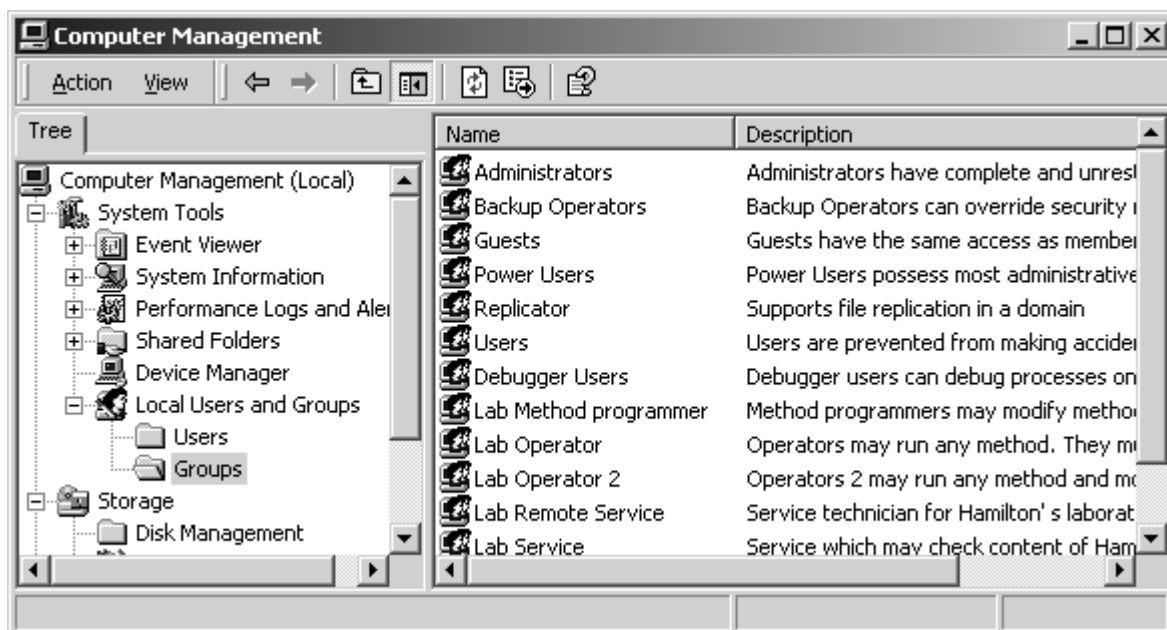 Computer Management
Action View
Tree
Computer Management (Local)
System Tools
Event Viewer
System Information
Performance Logs and Aler
Shared Folders
Device Manager
Local Users and Groups
Users
Groups
Storage
Disk Management
Name Description
Administrators Administrators have complete and unres
Backup Operators Backup Operators can override security
Guests Guests have the same access as member
Power Users Power Users possess most administrative
Replicator Supports file replication in a domain
Users Users are prevented from making accide
Debugger Users Debugger users can debug processes on
Lab Method programmer Method programmers may modify metho
Lab Operator Operators may run any method. They m
Lab Operator 2 Operators 2 may run any method and mo
Lab Remote Service Service technician for Hamilton' s laborat
Lab Service Service which may check content of Ham